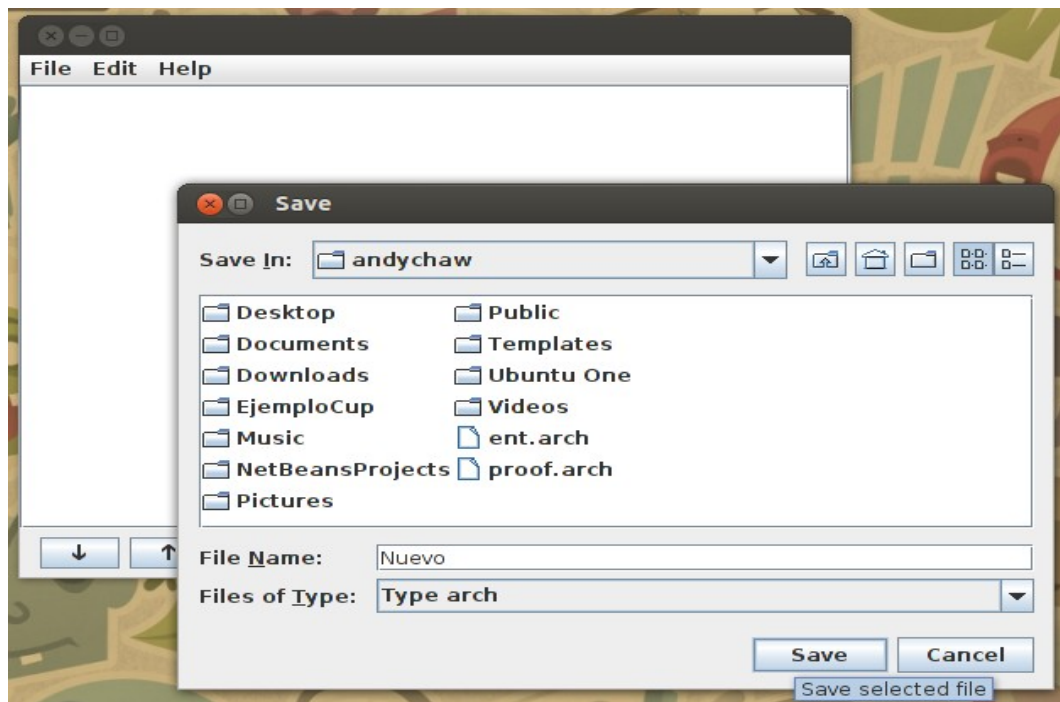 File Edit Help
Save
Save In: andychaw
Desktop Public
Documents Templates
Downloads Ubuntu One
EjemploCup Videos
Music ent.arch
NetBeansProjects proof.arch
Pictures
File Name: Nuevo
Files of Type: Type arch
Save Cancel
Save selected file